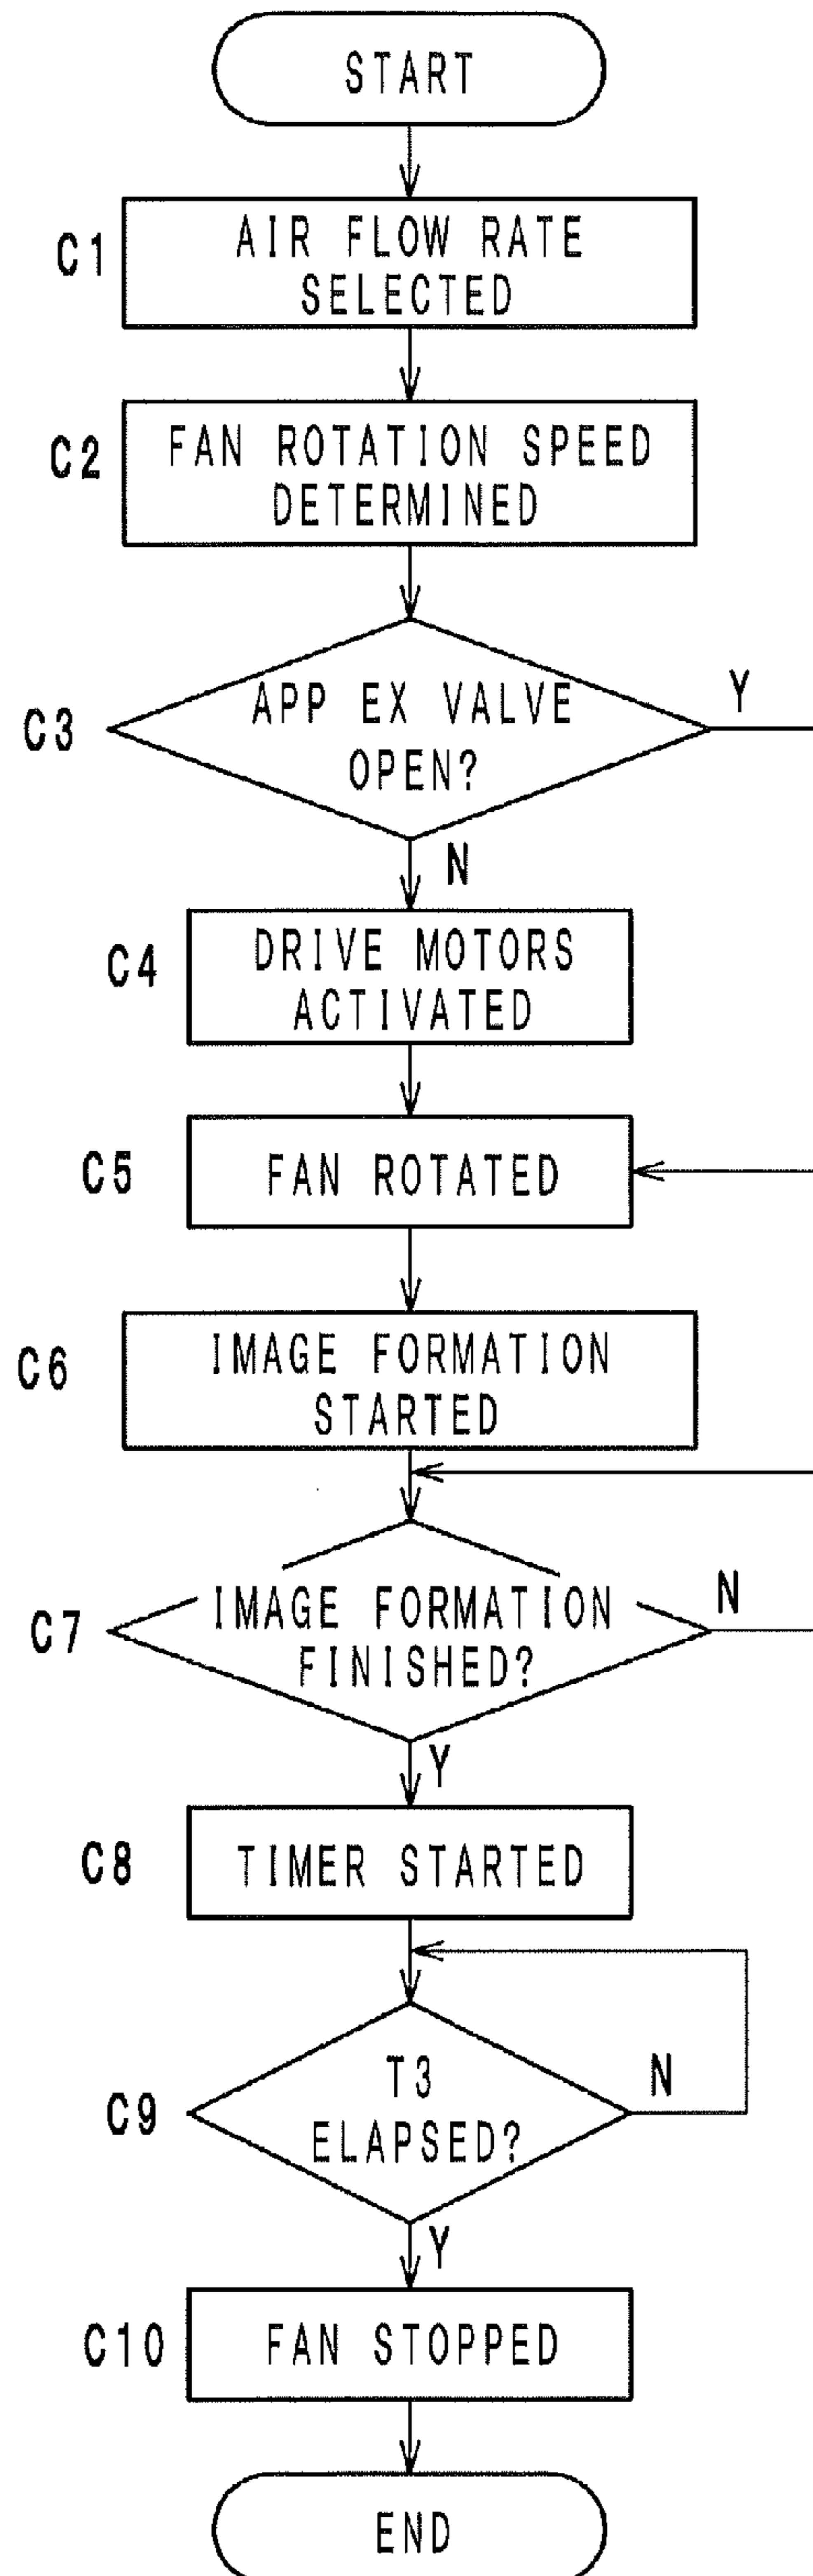 START
C1
AIR FLOW RATE
SELECTED
C2
FAN ROTATION SPEED
DETERMINED
C3
APP EX VALVE
OPEN?
Y
N
C4
DRIVE MOTORS
ACTIVATED
C5
FAN ROTATED
C6
IMAGE FORMATION
STARTED
C7
IMAGE FORMATION
FINISHED?
N
Y
C8
TIMER STARTED
C9
T3
ELAPSED?
N
Y
C10
FAN STOPPED
END